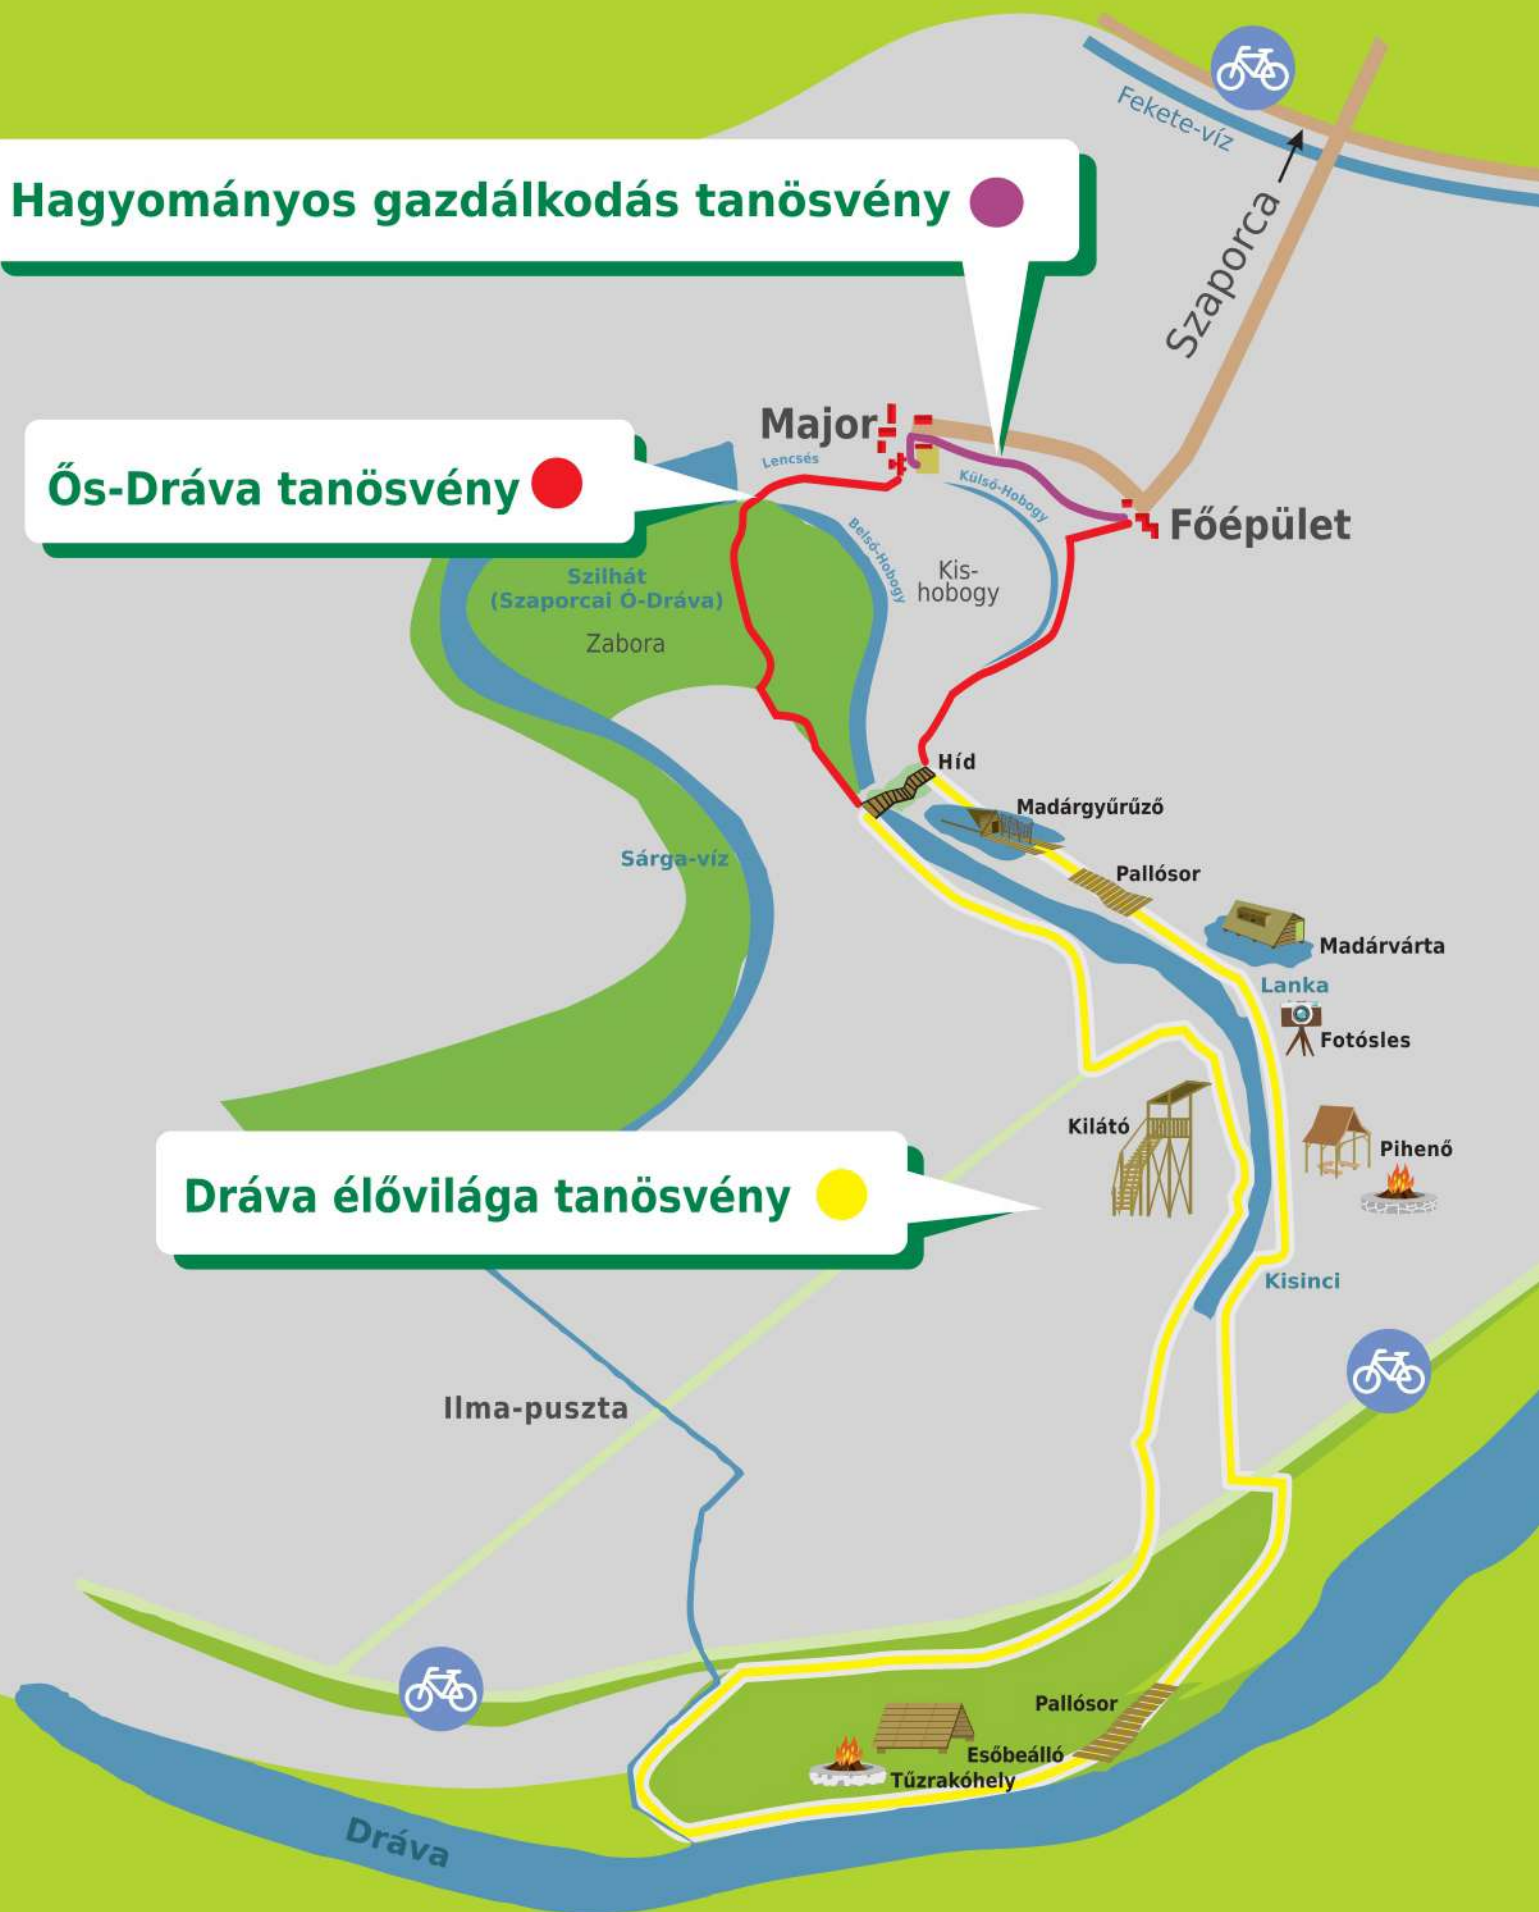 Fekete-víz
Szaporca
Hagyományos gazdálkodás tanösvény
Major
Lencsés
Külső-Hobogy
Ős-Dráva tanösvény
Főépület
Belső-Hobogy
Kis-
hobogy
Szilhát
(Szaporcai Ó-Dráva)
Zabora
Híd
Madárgyűrűző
Sárga-víz
Pallósor
Madárvárta
Lanka
Fotósles
Kilátó
Pihenő
Dráva élővilága tanösvény
Kisinci
Ilma-puszta
Pallósor
Esőbeálló
Tűzrakóhely
Dráva